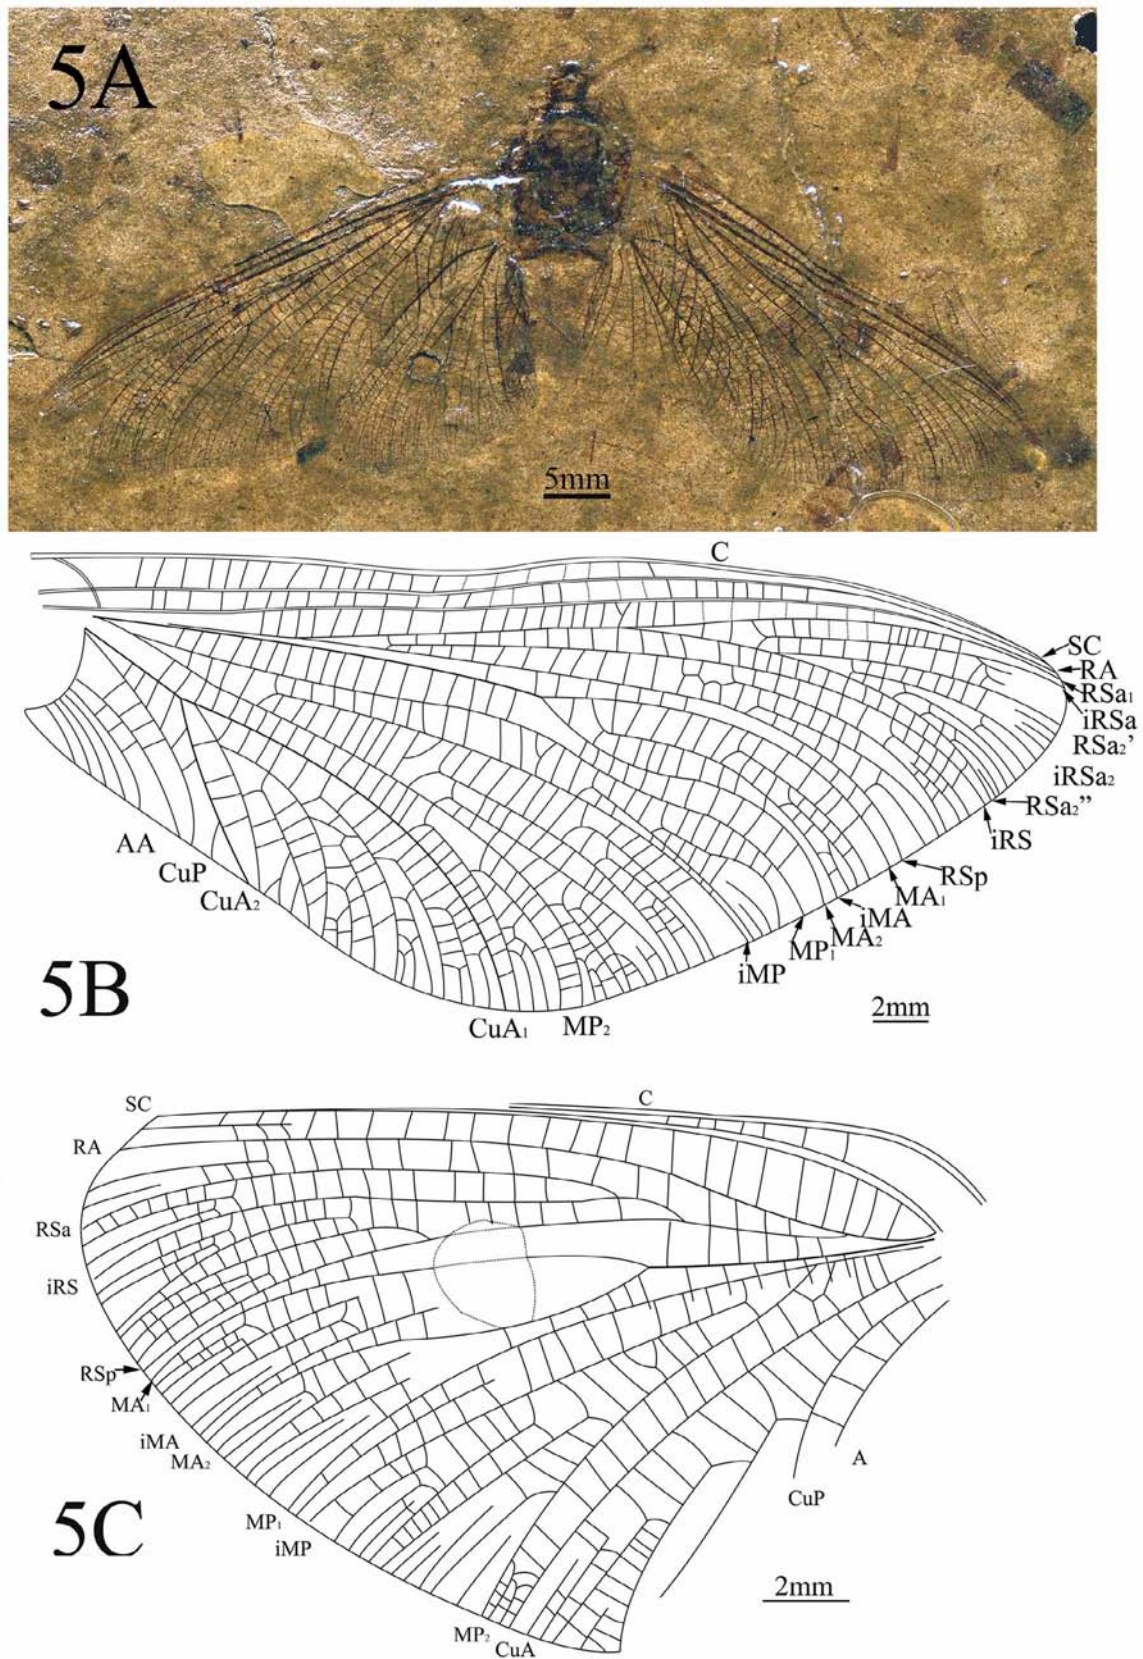 5A
5mm
C
SC
RA
RSa₁
iRSa
RSa₂’
iRSa₂
RSa₂”
iRS
RSp
MA₁
iMA
MA₂
MP₁
iMP
AA
CuP
CuA₂
5B
CuA₁ MP₂
2mm
SC
C
RA
RSa
iRS
RSp
MA₁
iMA
MA₂
A
CuP
5C
MP₁
iMP
2mm
MP₂
CuA